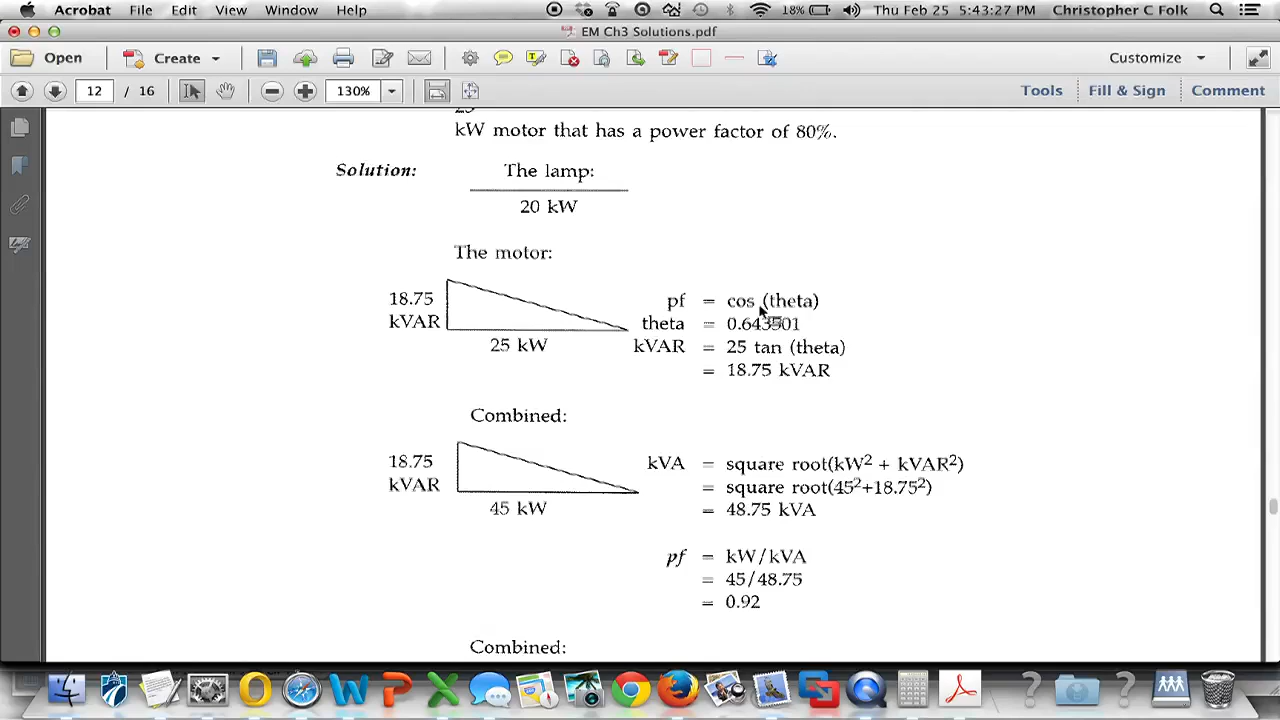 Acrobat File Edit View Window Help 18% Thu Feb 25 5:43:27 PM Christopher C Folk
EM Ch3 Solutions.pdf
Open Create Customize
12 / 16 130% Tools Fill & Sign Comment
kW motor that has a power factor of 80%.
Solution: The lamp:
20 kW
The motor:
18.75 pf = cos (theta)
kVAR theta = 0.643501
25 kW kVAR = 25 tan (theta)
= 18.75 kVAR
Combined:
18.75 kVA = square root(kW² + kVAR²)
kVAR = square root(45²+18.75²)
45 kW = 48.75 kVA
pf = kW/kVA
= 45/48.75
= 0.92
Combined: